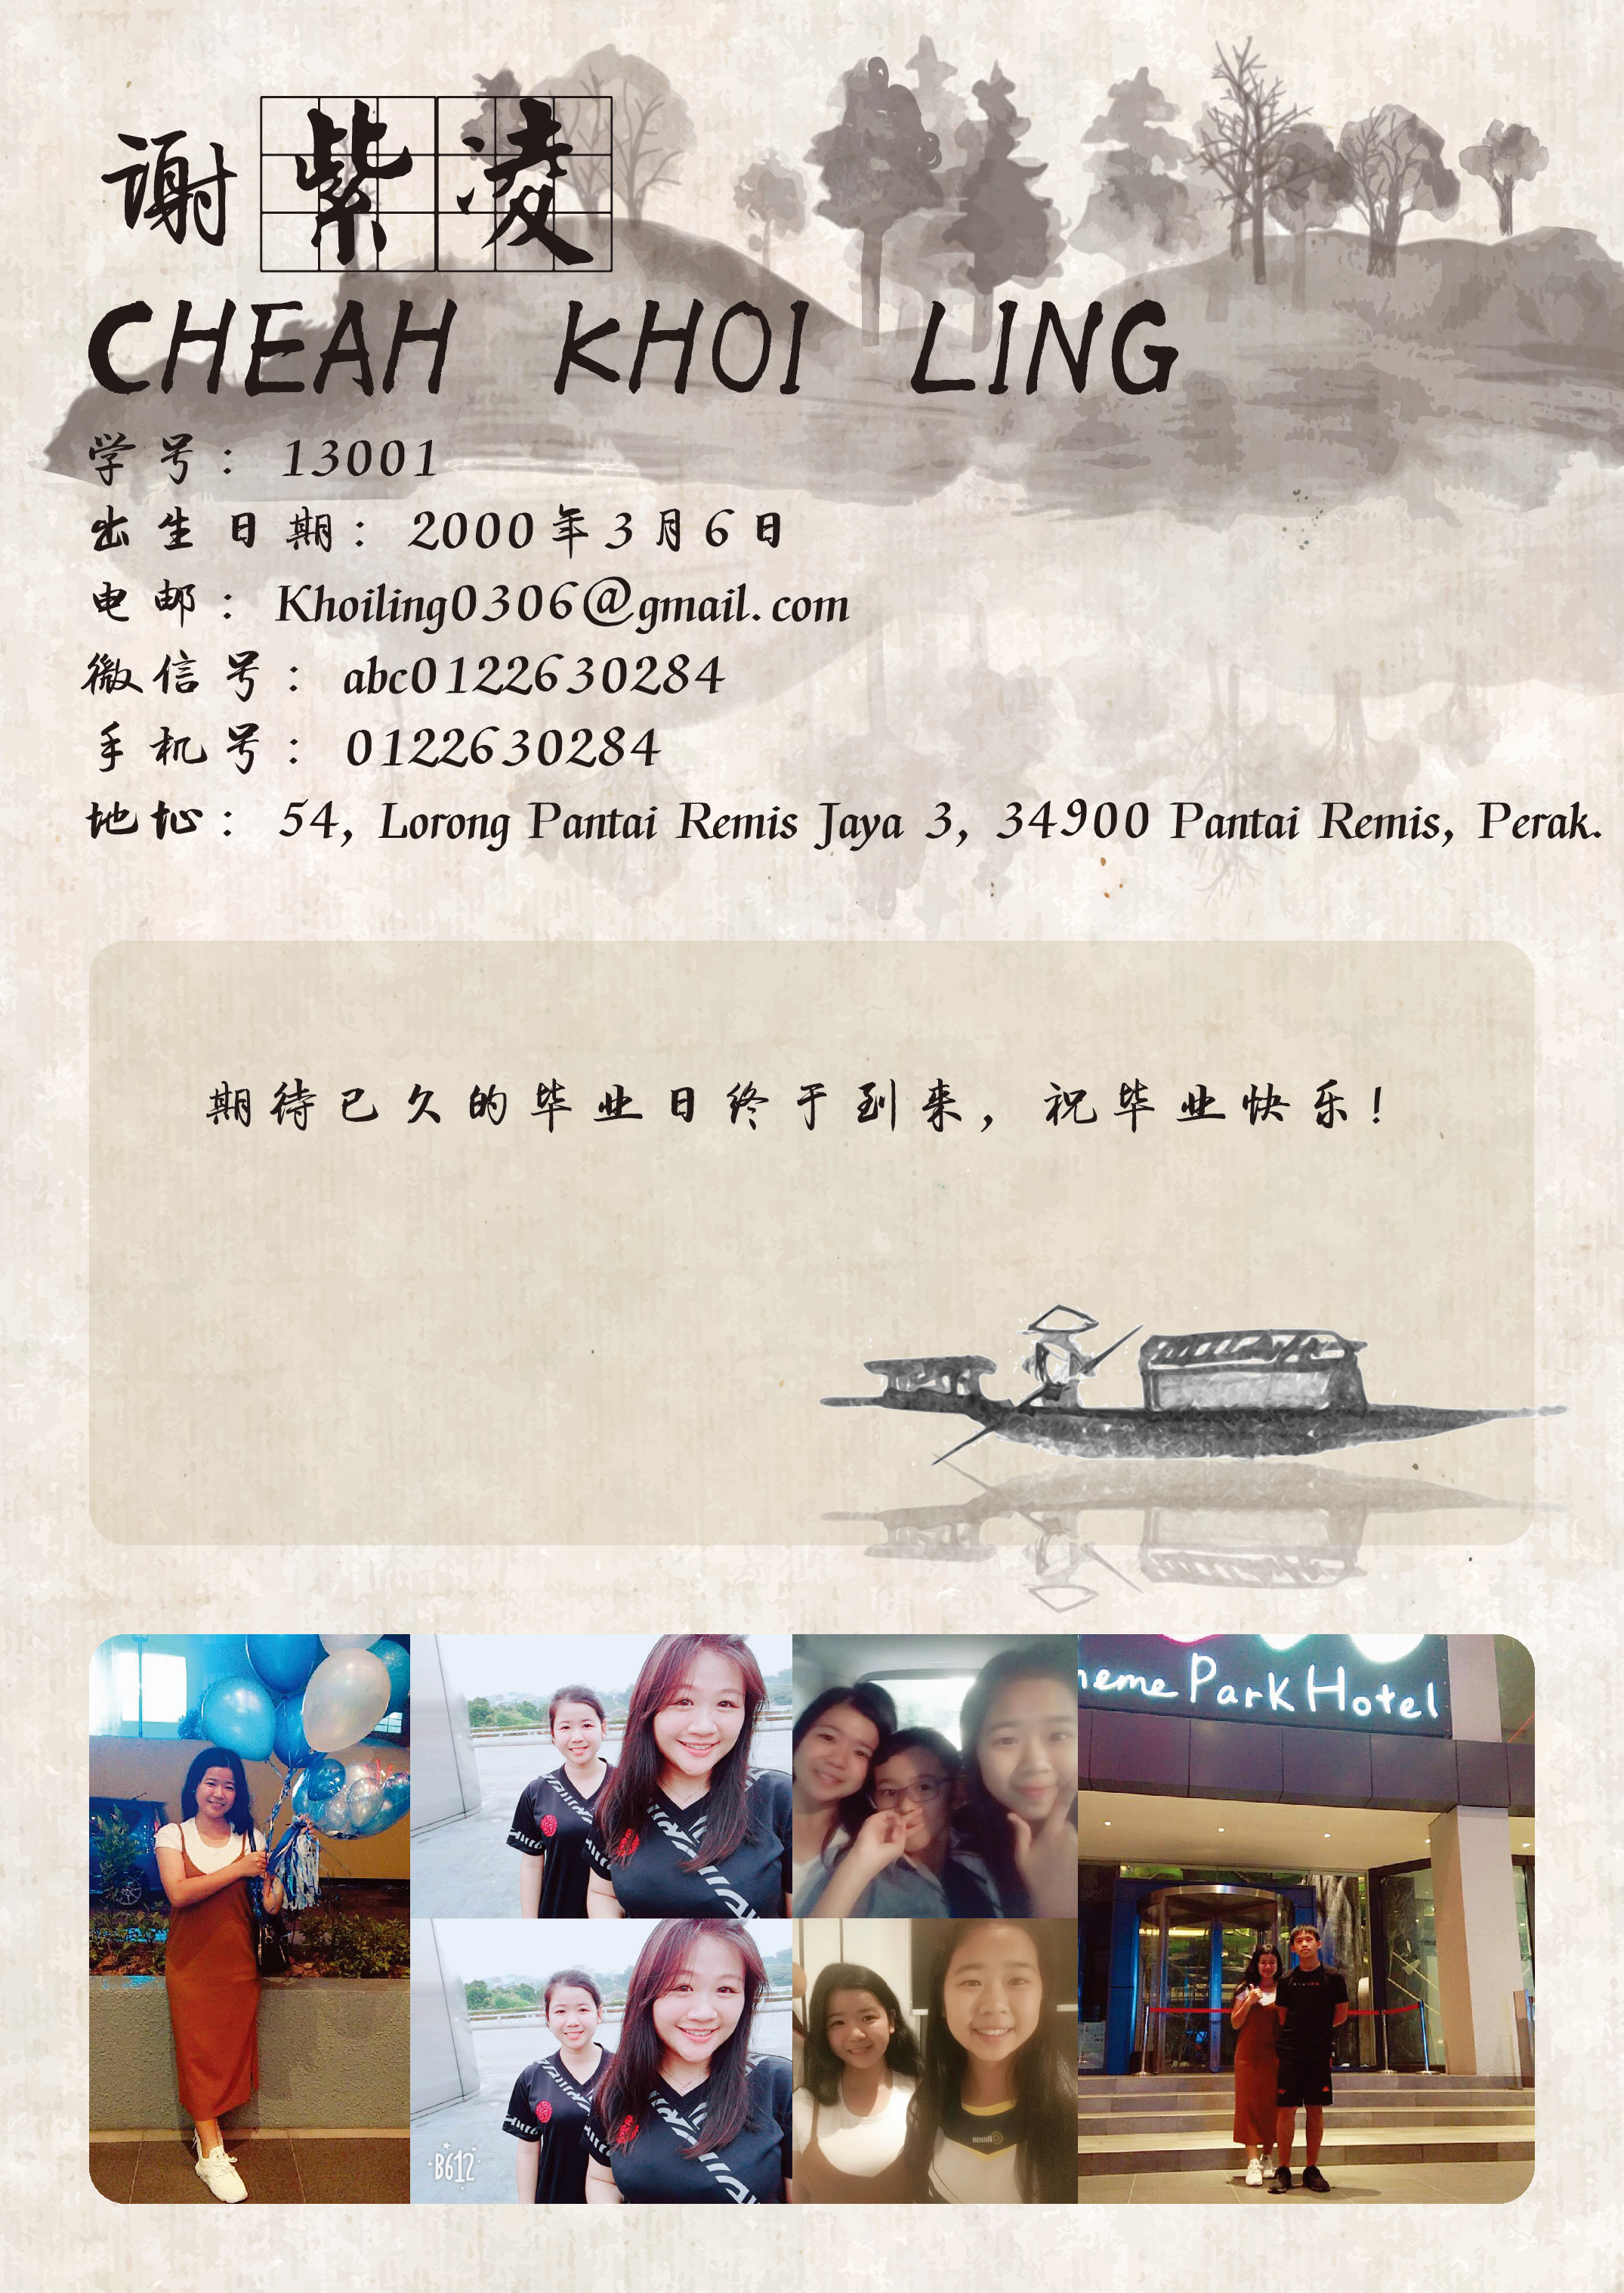 谢紫凌
CHEAH KHOI LING
学号： 13001
出生日期： 2000年3月6日
电邮： Khoiling0306@gmail.com
微信号： abc0122630284
手机号： 0122630284
地址： 54, Lorong Pantai Remis Jaya 3, 34900 Pantai Remis, Perak.
期待已久的毕业日终于到来，祝毕业快乐！
Park Hotel
B612